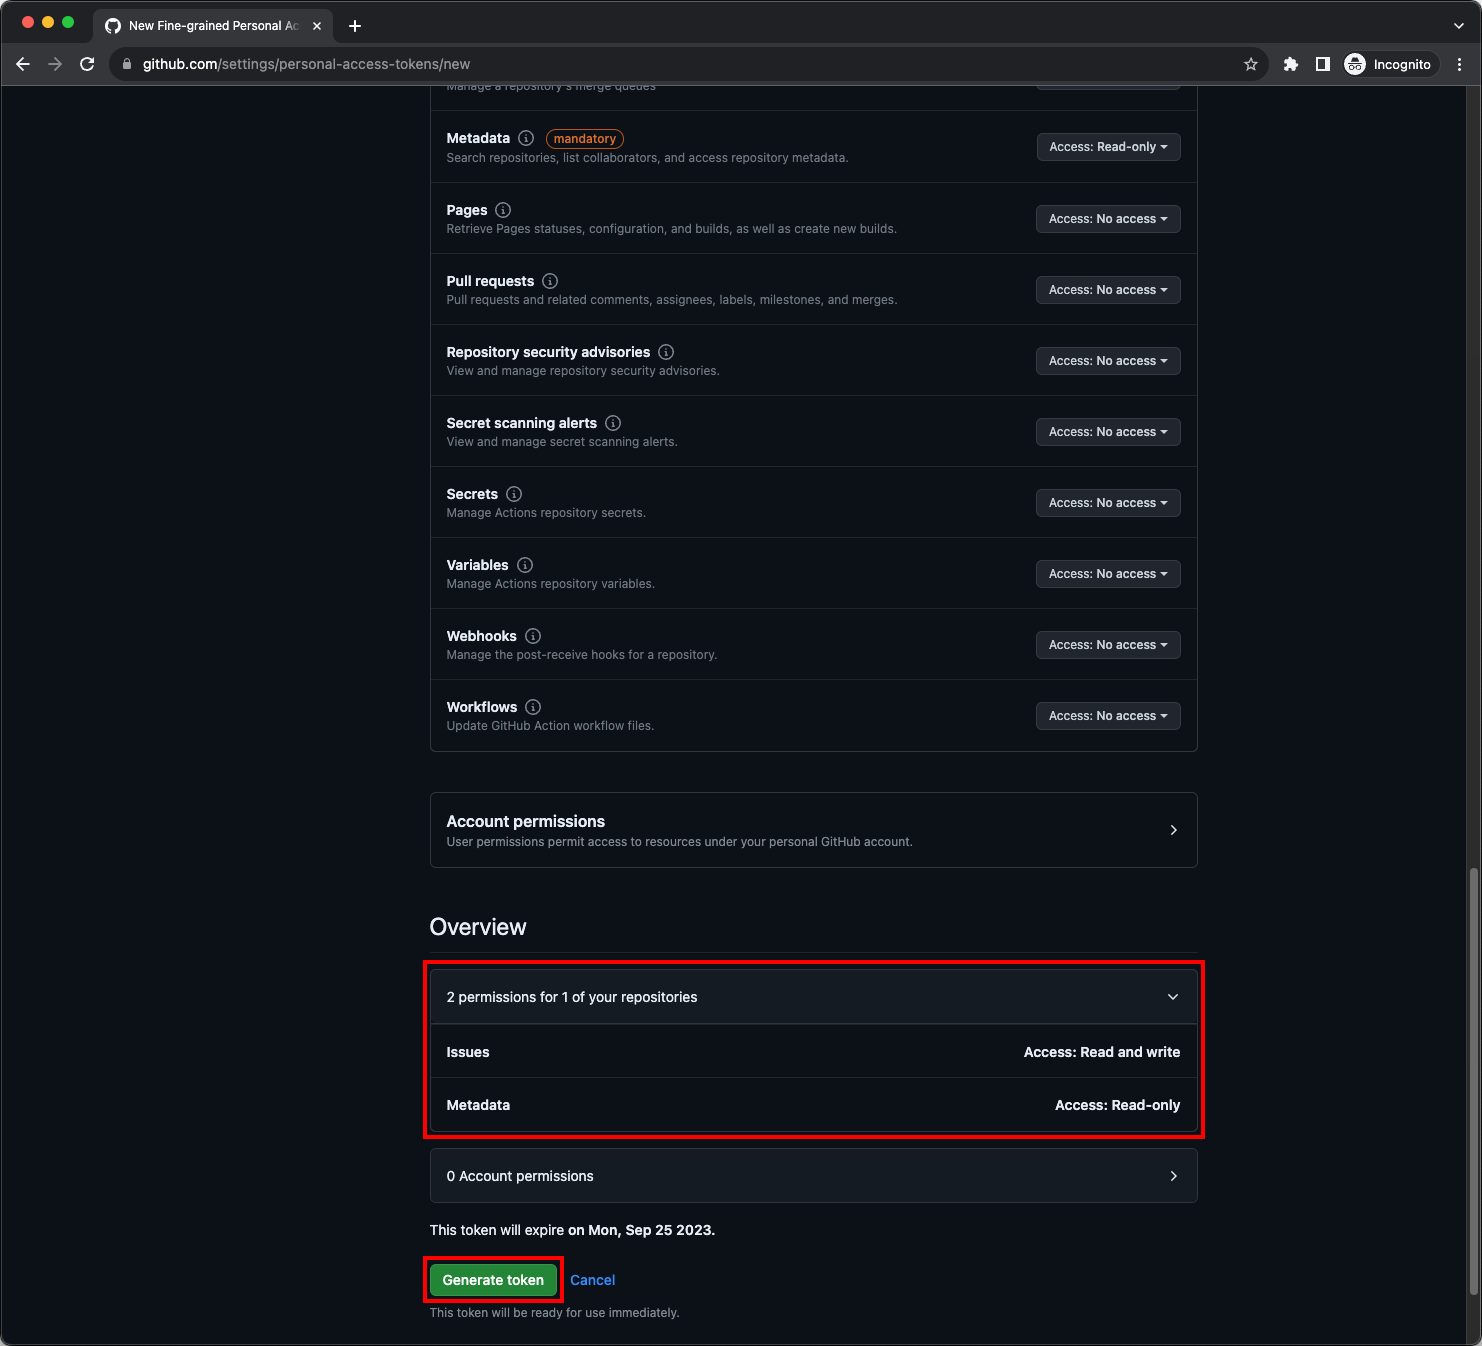 New Fine-grained Personal Ac
github.com/settings/personal-access-tokens/new
Incognito
Manage a repository's merge queues
Metadata mandatory
Access: Read-only
Search repositories, list collaborators, and access repository metadata.
Pages
Access: No access
Retrieve Pages statuses, configuration, and builds, as well as create new builds.
Pull requests
Access: No access
Pull requests and related comments, assignees, labels, milestones, and merges.
Repository security advisories
Access: No access
View and manage repository security advisories.
Secret scanning alerts
Access: No access
View and manage secret scanning alerts.
Secrets
Access: No access
Manage Actions repository secrets.
Variables
Access: No access
Manage Actions repository variables.
Webhooks
Access: No access
Manage the post-receive hooks for a repository.
Workflows
Access: No access
Update GitHub Action workflow files.
Account permissions
User permissions permit access to resources under your personal GitHub account.
Overview
2 permissions for 1 of your repositories
Issues Access: Read and write
Metadata Access: Read-only
0 Account permissions
This token will expire on Mon, Sep 25 2023.
Generate token Cancel
This token will be ready for use immediately.